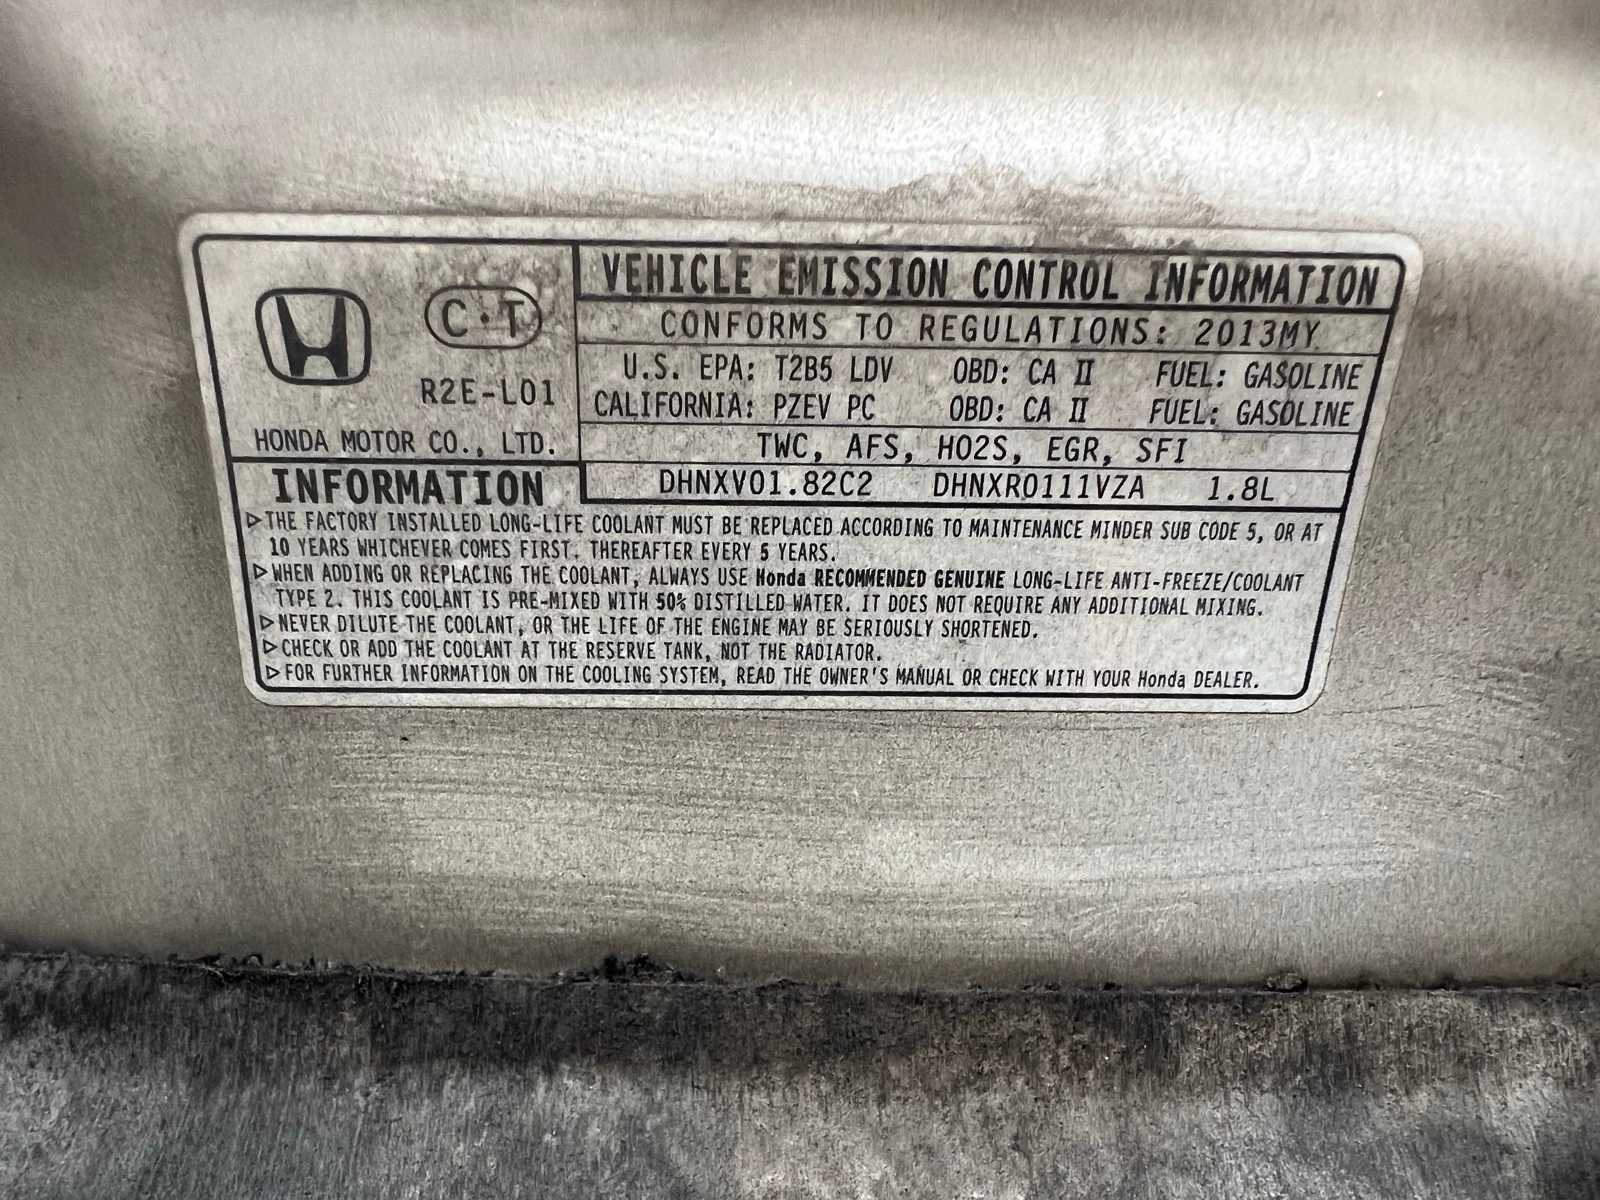 C·T
R2E-L01
HONDA MOTOR CO., LTD.
VEHICLE EMISSION CONTROL INFORMATION
CONFORMS TO REGULATIONS: 2013MY
U.S. EPA: T2B5 LDV OBD: CA II FUEL: GASOLINE
CALIFORNIA: PZEV PC OBD: CA II FUEL: GASOLINE
TWC, AFS, HO2S, EGR, SFI
DHNXV01.82C2 DHNXR0111VZA 1.8L
INFORMATION
▷THE FACTORY INSTALLED LONG-LIFE COOLANT MUST BE REPLACED ACCORDING TO MAINTENANCE MINDER SUB CODE 5, OR AT
10 YEARS WHICHEVER COMES FIRST. THEREAFTER EVERY 5 YEARS.
▷WHEN ADDING OR REPLACING THE COOLANT, ALWAYS USE Honda RECOMMENDED GENUINE LONG-LIFE ANTI-FREEZE/COOLANT
TYPE 2. THIS COOLANT IS PRE-MIXED WITH 50% DISTILLED WATER. IT DOES NOT REQUIRE ANY ADDITIONAL MIXING.
▷NEVER DILUTE THE COOLANT, OR THE LIFE OF THE ENGINE MAY BE SERIOUSLY SHORTENED.
▷CHECK OR ADD THE COOLANT AT THE RESERVE TANK, NOT THE RADIATOR.
▷FOR FURTHER INFORMATION ON THE COOLING SYSTEM, READ THE OWNER'S MANUAL OR CHECK WITH YOUR Honda DEALER.